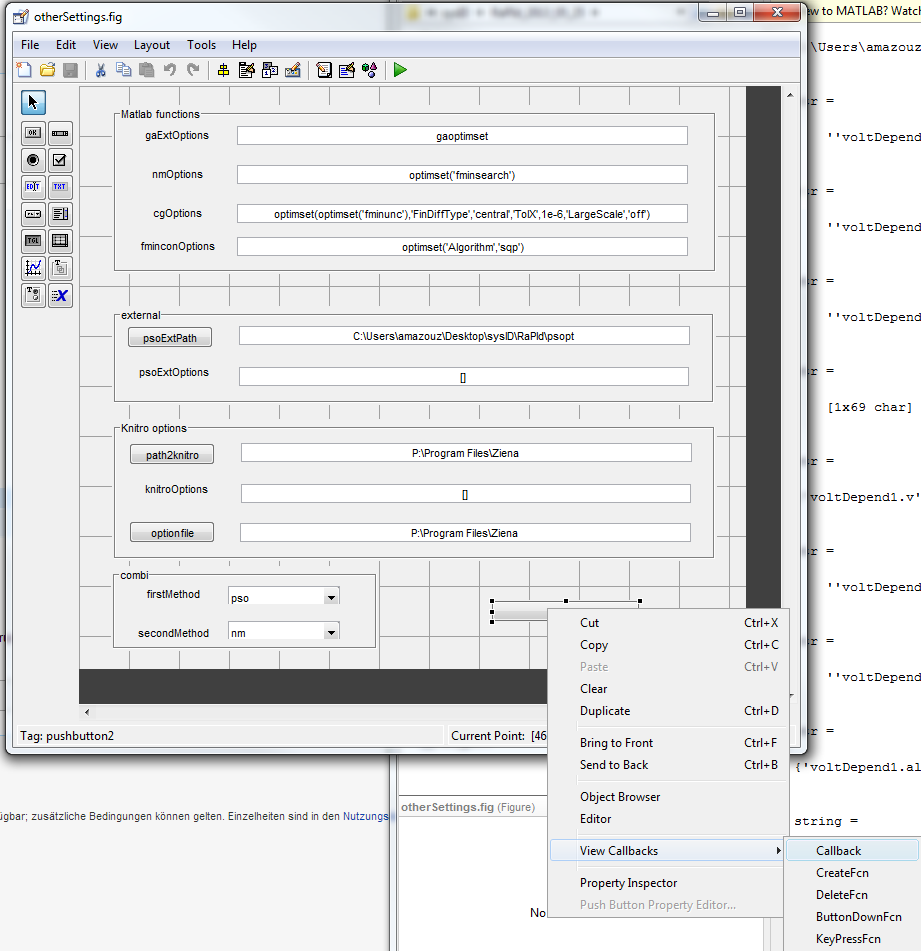 otherSettings.fig
ew to MATLAB? Watch
File Edit View Layout Tools Help
\Users\amazouz
Matlab functions
gaExtOptions gaoptimset
nmOptions optimset('fminsearch')
cgOptions optimset(optimset('fminunc'),'FinDiffType','central','TolX',1e-6,'LargeScale','off')
fminconOptions optimset('Algorithm','sqp')
external
psoExtPath C:\Users\amazouz\Desktop\sysID\RaPId\psopt
psoExtOptions []
Knitro options
path2knitro P:\Program Files\Ziena
knitroOptions []
optionfile P:\Program Files\Ziena
combi
firstMethod pso
secondMethod nm
OK
EDIT TXT
TGL
Tag: pushbutton2 Current Point: [46
r =
''voltDepend
r =
''voltDepend
r =
''voltDepend
r =
[1x69 char]
r =
voltDepend1.v'
r =
''voltDepend
r =
''voltDepend
r =
{'voltDepend1.al
string =
Cut Ctrl+X
Copy Ctrl+C
Paste Ctrl+V
Clear
Duplicate Ctrl+D
Bring to Front Ctrl+F
Send to Back Ctrl+B
Object Browser
Editor
View Callbacks
Property Inspector
Push Button Property Editor...
Callback
CreateFcn
DeleteFcn
ButtonDownFcn
KeyPressFcn
otherSettings.fig (Figure)
No
ügbar; zusätzliche Bedingungen können gelten. Einzelheiten sind in den Nutzungs